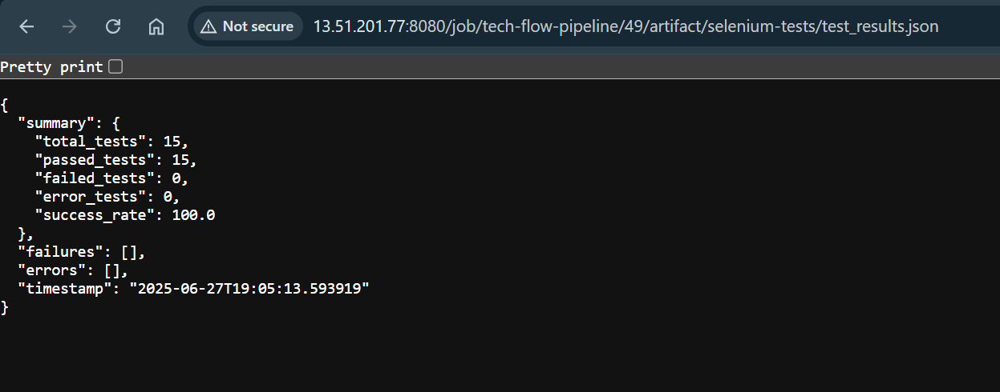 Not secure 13.51.201.77:8080/job/tech-flow-pipeline/49/artifact/selenium-tests/test_results.json
Pretty print
{
  "summary": {
    "total_tests": 15,
    "passed_tests": 15,
    "failed_tests": 0,
    "error_tests": 0,
    "success_rate": 100.0
  },
  "failures": [],
  "errors": [],
  "timestamp": "2025-06-27T19:05:13.593919"
}